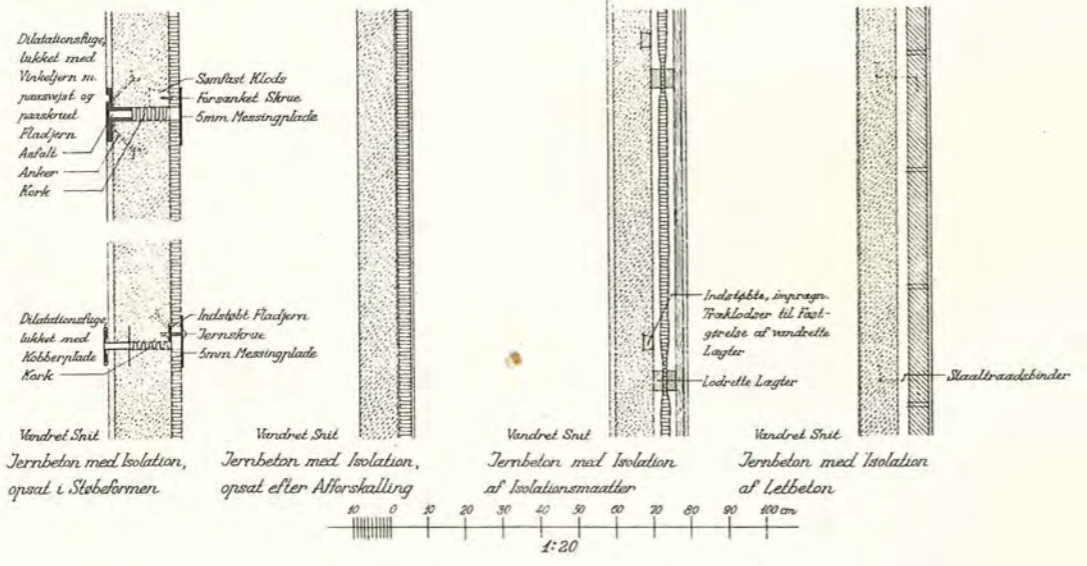 Dilatationsfuge,
lukket med
Vinkeljern m.
paasvejst og
paaskruet
Fladjern
Asfalt
Anker
Kork
Sømfast Klods
Forsænket Skrue
5mm Messingplade
Dilatationsfuge,
lukket med
Kobberplade
Kork
Indstøbt Fladjern
Jernskrue
5mm Messingplade
Vandret Snit
Jernbeton med Isolation,
opsat i Støbeformen
Vandret Snit
Jernbeton med Isolation,
opsat efter Afforskalling
Indstøbte, imprægn.
Træklodser til Fast-
gørelse af vandrette
Lægter
Lodrette Lægter
Vandret Snit
Jernbeton med Isolation
af Isolationsmaatter
Staaltraadsbinder
Vandret Snit
Jernbeton med Isolation
af Letbeton
10 0 10 20 30 40 50 60 70 80 90 100 cm
1:20